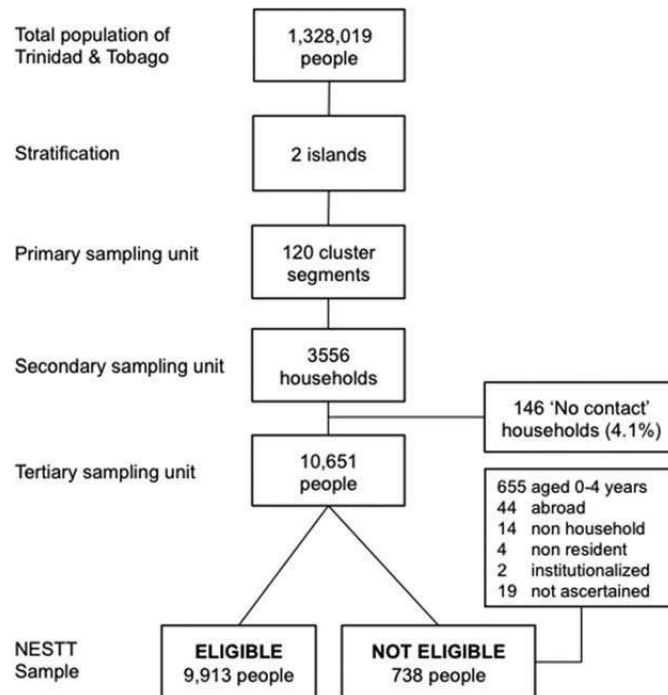 Total population of
Trinidad & Tobago
1,328,019
people
Stratification
2 islands
Primary sampling unit
120 cluster
segments
Secondary sampling unit
3556
households
146 ‘No contact’
households (4.1%)
Tertiary sampling unit
10,651
people
655 aged 0-4 years
44 abroad
14 non household
4 non resident
2 institutionalized
19 not ascertained
NESTT
Sample
ELIGIBLE
9,913 people
NOT ELIGIBLE
738 people